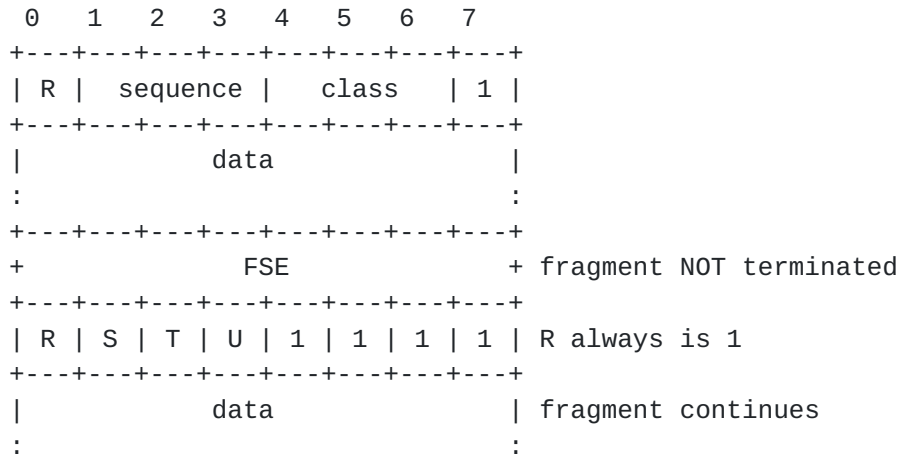 0   1   2   3   4   5   6   7
+---+---+---+---+---+---+---+---+
| R |  sequence |   class   | 1 |
+---+---+---+---+---+---+---+---+
|            data               |
:                               :
+---+---+---+---+---+---+---+---+
+              FSE              + fragment NOT terminated
+---+---+---+---+---+---+---+---+
| R | S | T | U | 1 | 1 | 1 | 1 | R always is 1
+---+---+---+---+---+---+---+---+
|            data               | fragment continues
:                               :